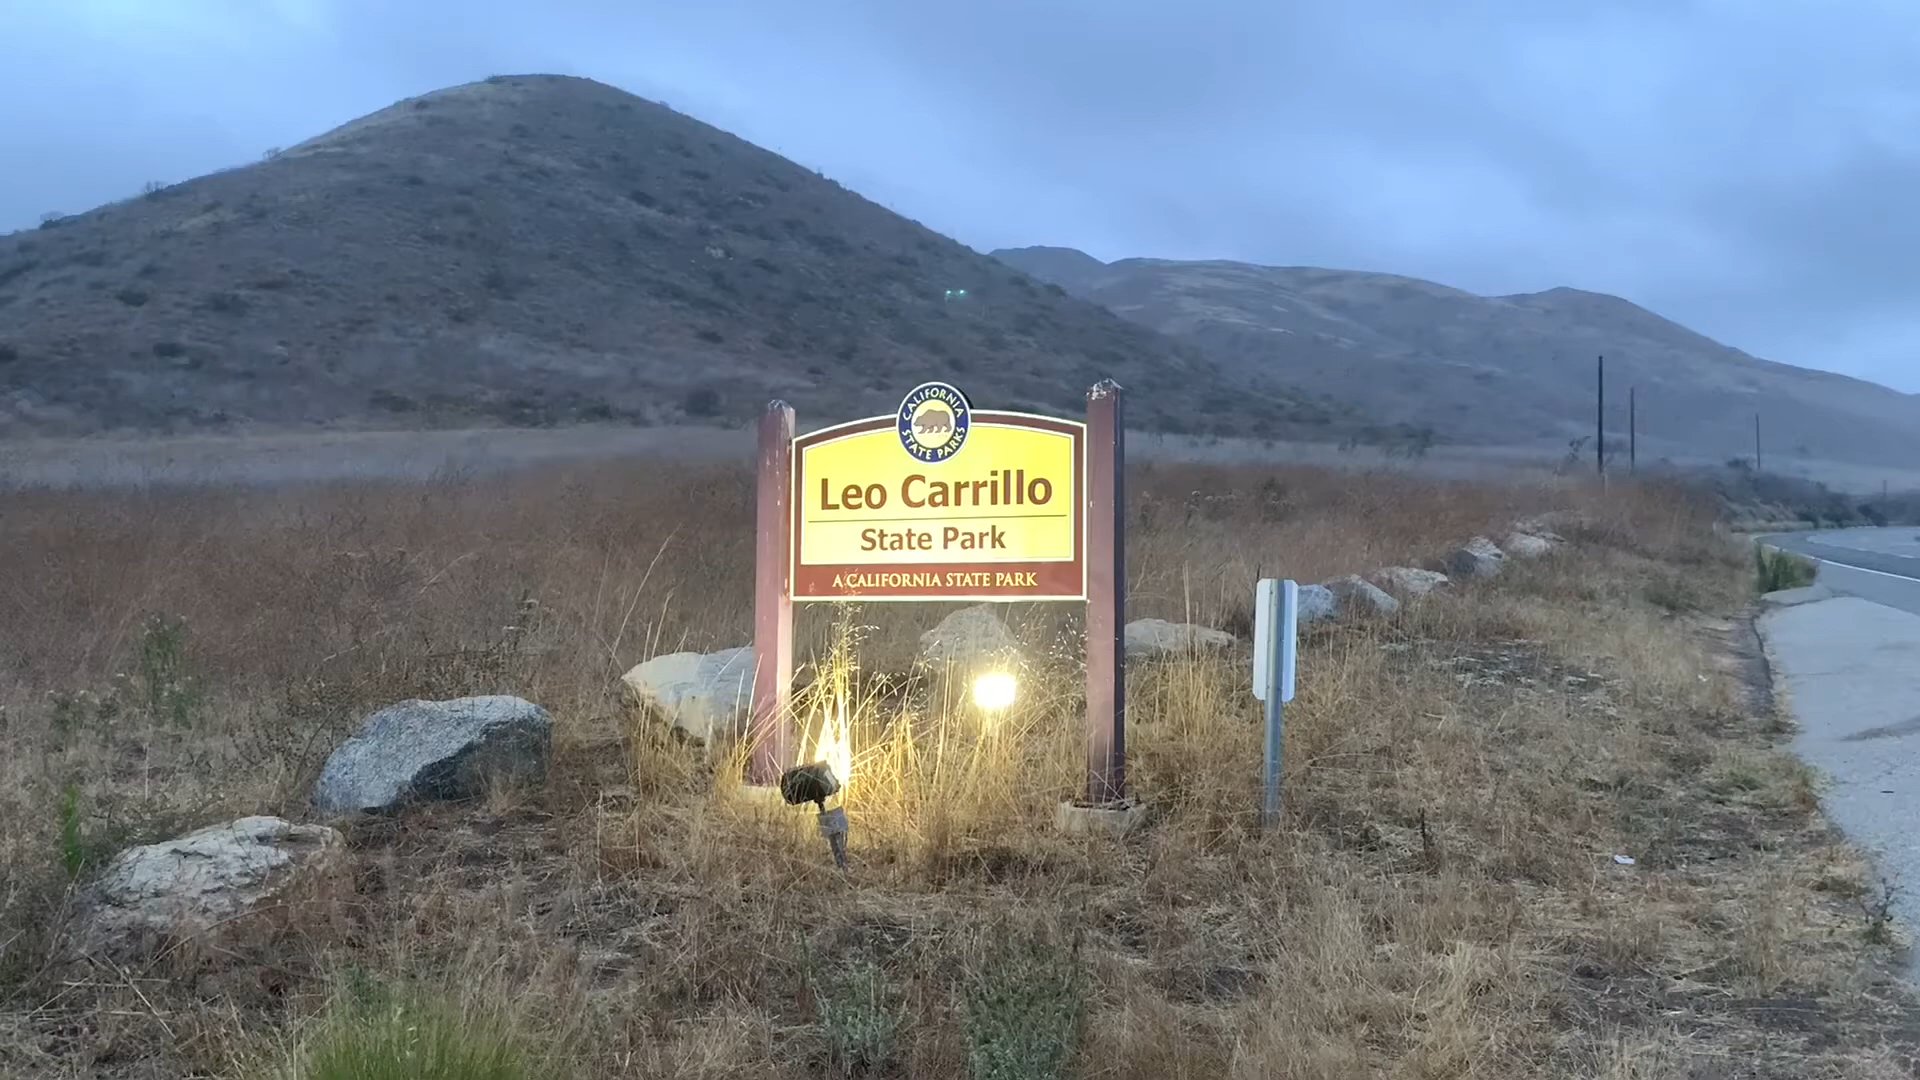 CALIFORNIA
STATE PARKS
Leo Carrillo
State Park
A CALIFORNIA STATE PARK